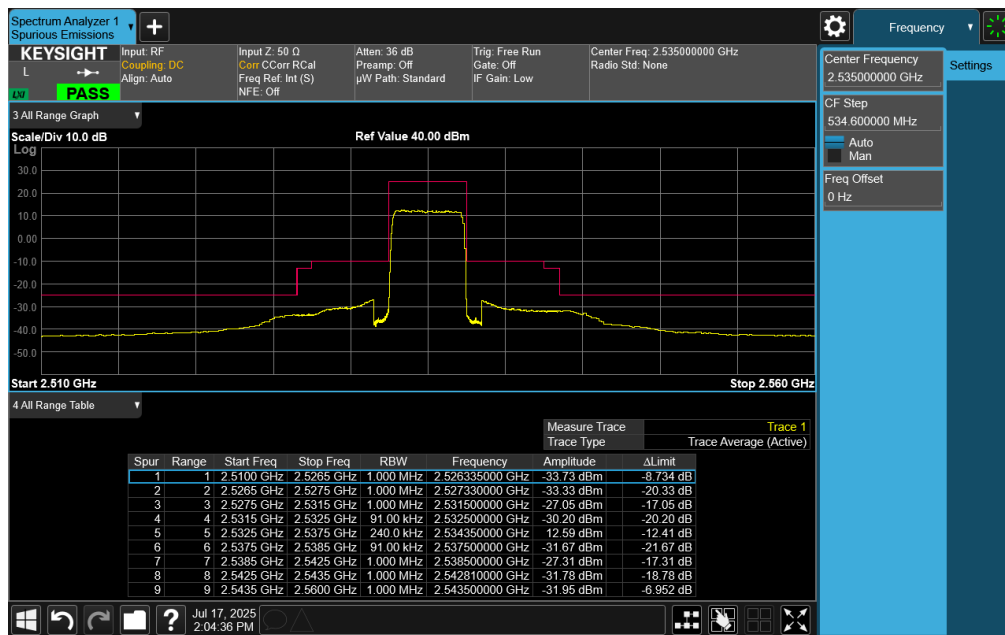 Spectrum Analyzer 1
Spurious Emissions
Frequency
KEYSIGHT
L
LXI
PASS
Input: RF
Coupling: DC
Align: Auto
Input Z: 50 Ω
Corr CCorr RCal
Freq Ref: Int (S)
NFE: Off
Atten: 36 dB
Preamp: Off
µW Path: Standard
Trig: Free Run
Gate: Off
IF Gain: Low
Center Freq: 2.535000000 GHz
Radio Std: None
Center Frequency
2.535000000 GHz
Settings
CF Step
534.600000 MHz
Auto
Man
Freq Offset
0 Hz
3 All Range Graph
Scale/Div 10.0 dB
Ref Value 40.00 dBm
Log
30.0
20.0
10.0
0.00
-10.0
-20.0
-30.0
-40.0
-50.0
Start 2.510 GHz
Stop 2.560 GHz
4 All Range Table
Measure Trace Trace 1
Trace Type Trace Average (Active)
Spur Range Start Freq Stop Freq RBW Frequency Amplitude ΔLimit
1 1 2.5100 GHz 2.5265 GHz 1.000 MHz 2.526335000 GHz -33.73 dBm -8.734 dB
2 2 2.5265 GHz 2.5275 GHz 1.000 MHz 2.527330000 GHz -33.33 dBm -20.33 dB
3 3 2.5275 GHz 2.5315 GHz 1.000 MHz 2.531500000 GHz -27.05 dBm -17.05 dB
4 4 2.5315 GHz 2.5325 GHz 91.00 kHz 2.532500000 GHz -30.20 dBm -20.20 dB
5 5 2.5325 GHz 2.5375 GHz 240.0 kHz 2.534350000 GHz 12.59 dBm -12.41 dB
6 6 2.5375 GHz 2.5385 GHz 91.00 kHz 2.537500000 GHz -31.67 dBm -21.67 dB
7 7 2.5385 GHz 2.5425 GHz 1.000 MHz 2.538500000 GHz -27.31 dBm -17.31 dB
8 8 2.5425 GHz 2.5435 GHz 1.000 MHz 2.542810000 GHz -31.78 dBm -18.78 dB
9 9 2.5435 GHz 2.5600 GHz 1.000 MHz 2.543500000 GHz -31.95 dBm -6.952 dB
Jul 17, 2025
2:04:36 PM